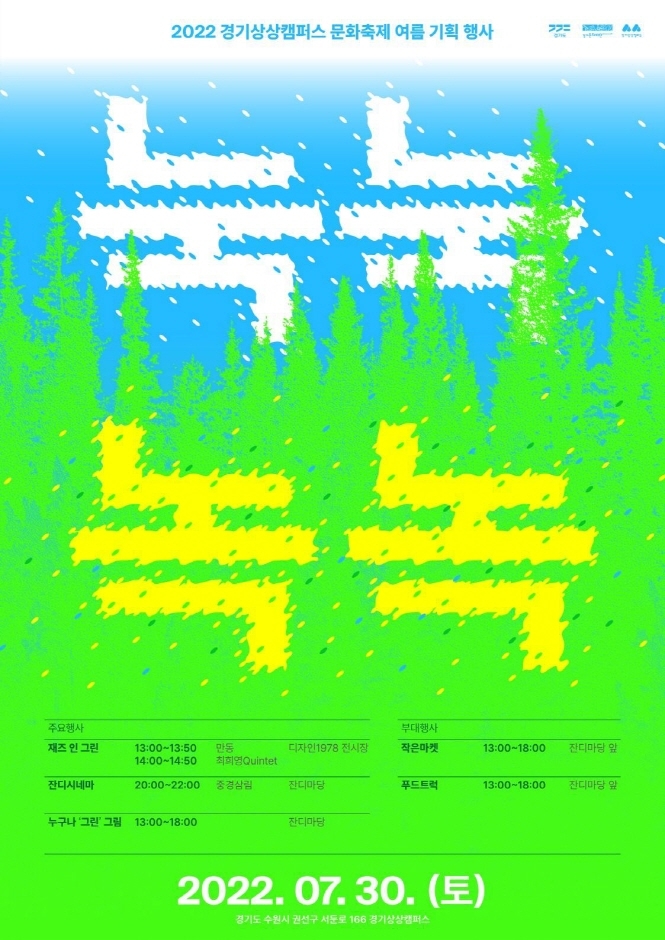 2022 경기상상캠퍼스 문화축제 여름 기획 행사
눅눅
녹녹
주요행사
재즈 인 그린 13:00~13:50 만동 디자인1978 전시장
14:00~14:50 최희영Quintet
잔디시네마 20:00~22:00 중경삼림 잔디마당
누구나 '그린' 그림 13:00~18:00 잔디마당
부대행사
작은마켓 13:00~18:00 잔디마당 앞
푸드트럭 13:00~18:00 잔디마당 앞
2022. 07. 30. (토)
경기도 수원시 권선구 서둔로 166 경기상상캠퍼스